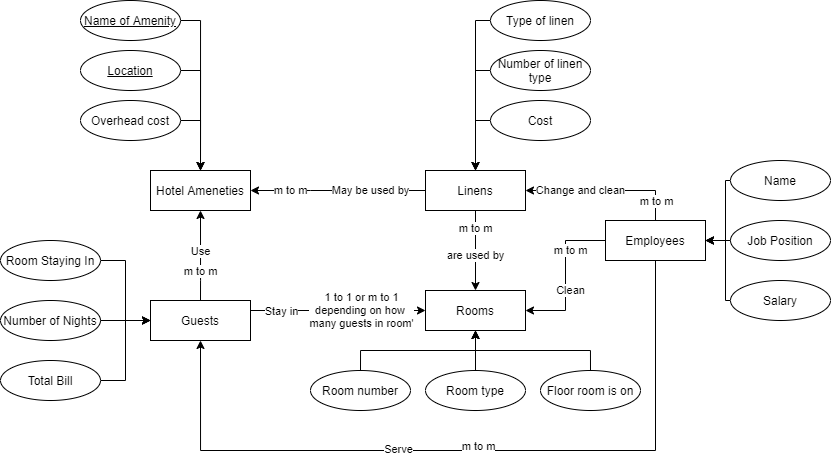 Name of Amenity
Type of linen
Location
Number of linen
type
Overhead cost
Cost
Hotel Ameneties
m to m
May be used by
Linens
Change and clean
m to m
Name
m to m
are used by
Employees
Job Position
Use
m to m
m to m
Clean
Room Staying In
Salary
Number of Nights
Guests
Stay in
1 to 1 or m to 1
depending on how
many guests in room'
Rooms
Total Bill
Room number
Room type
Floor room is on
Serve
m to m